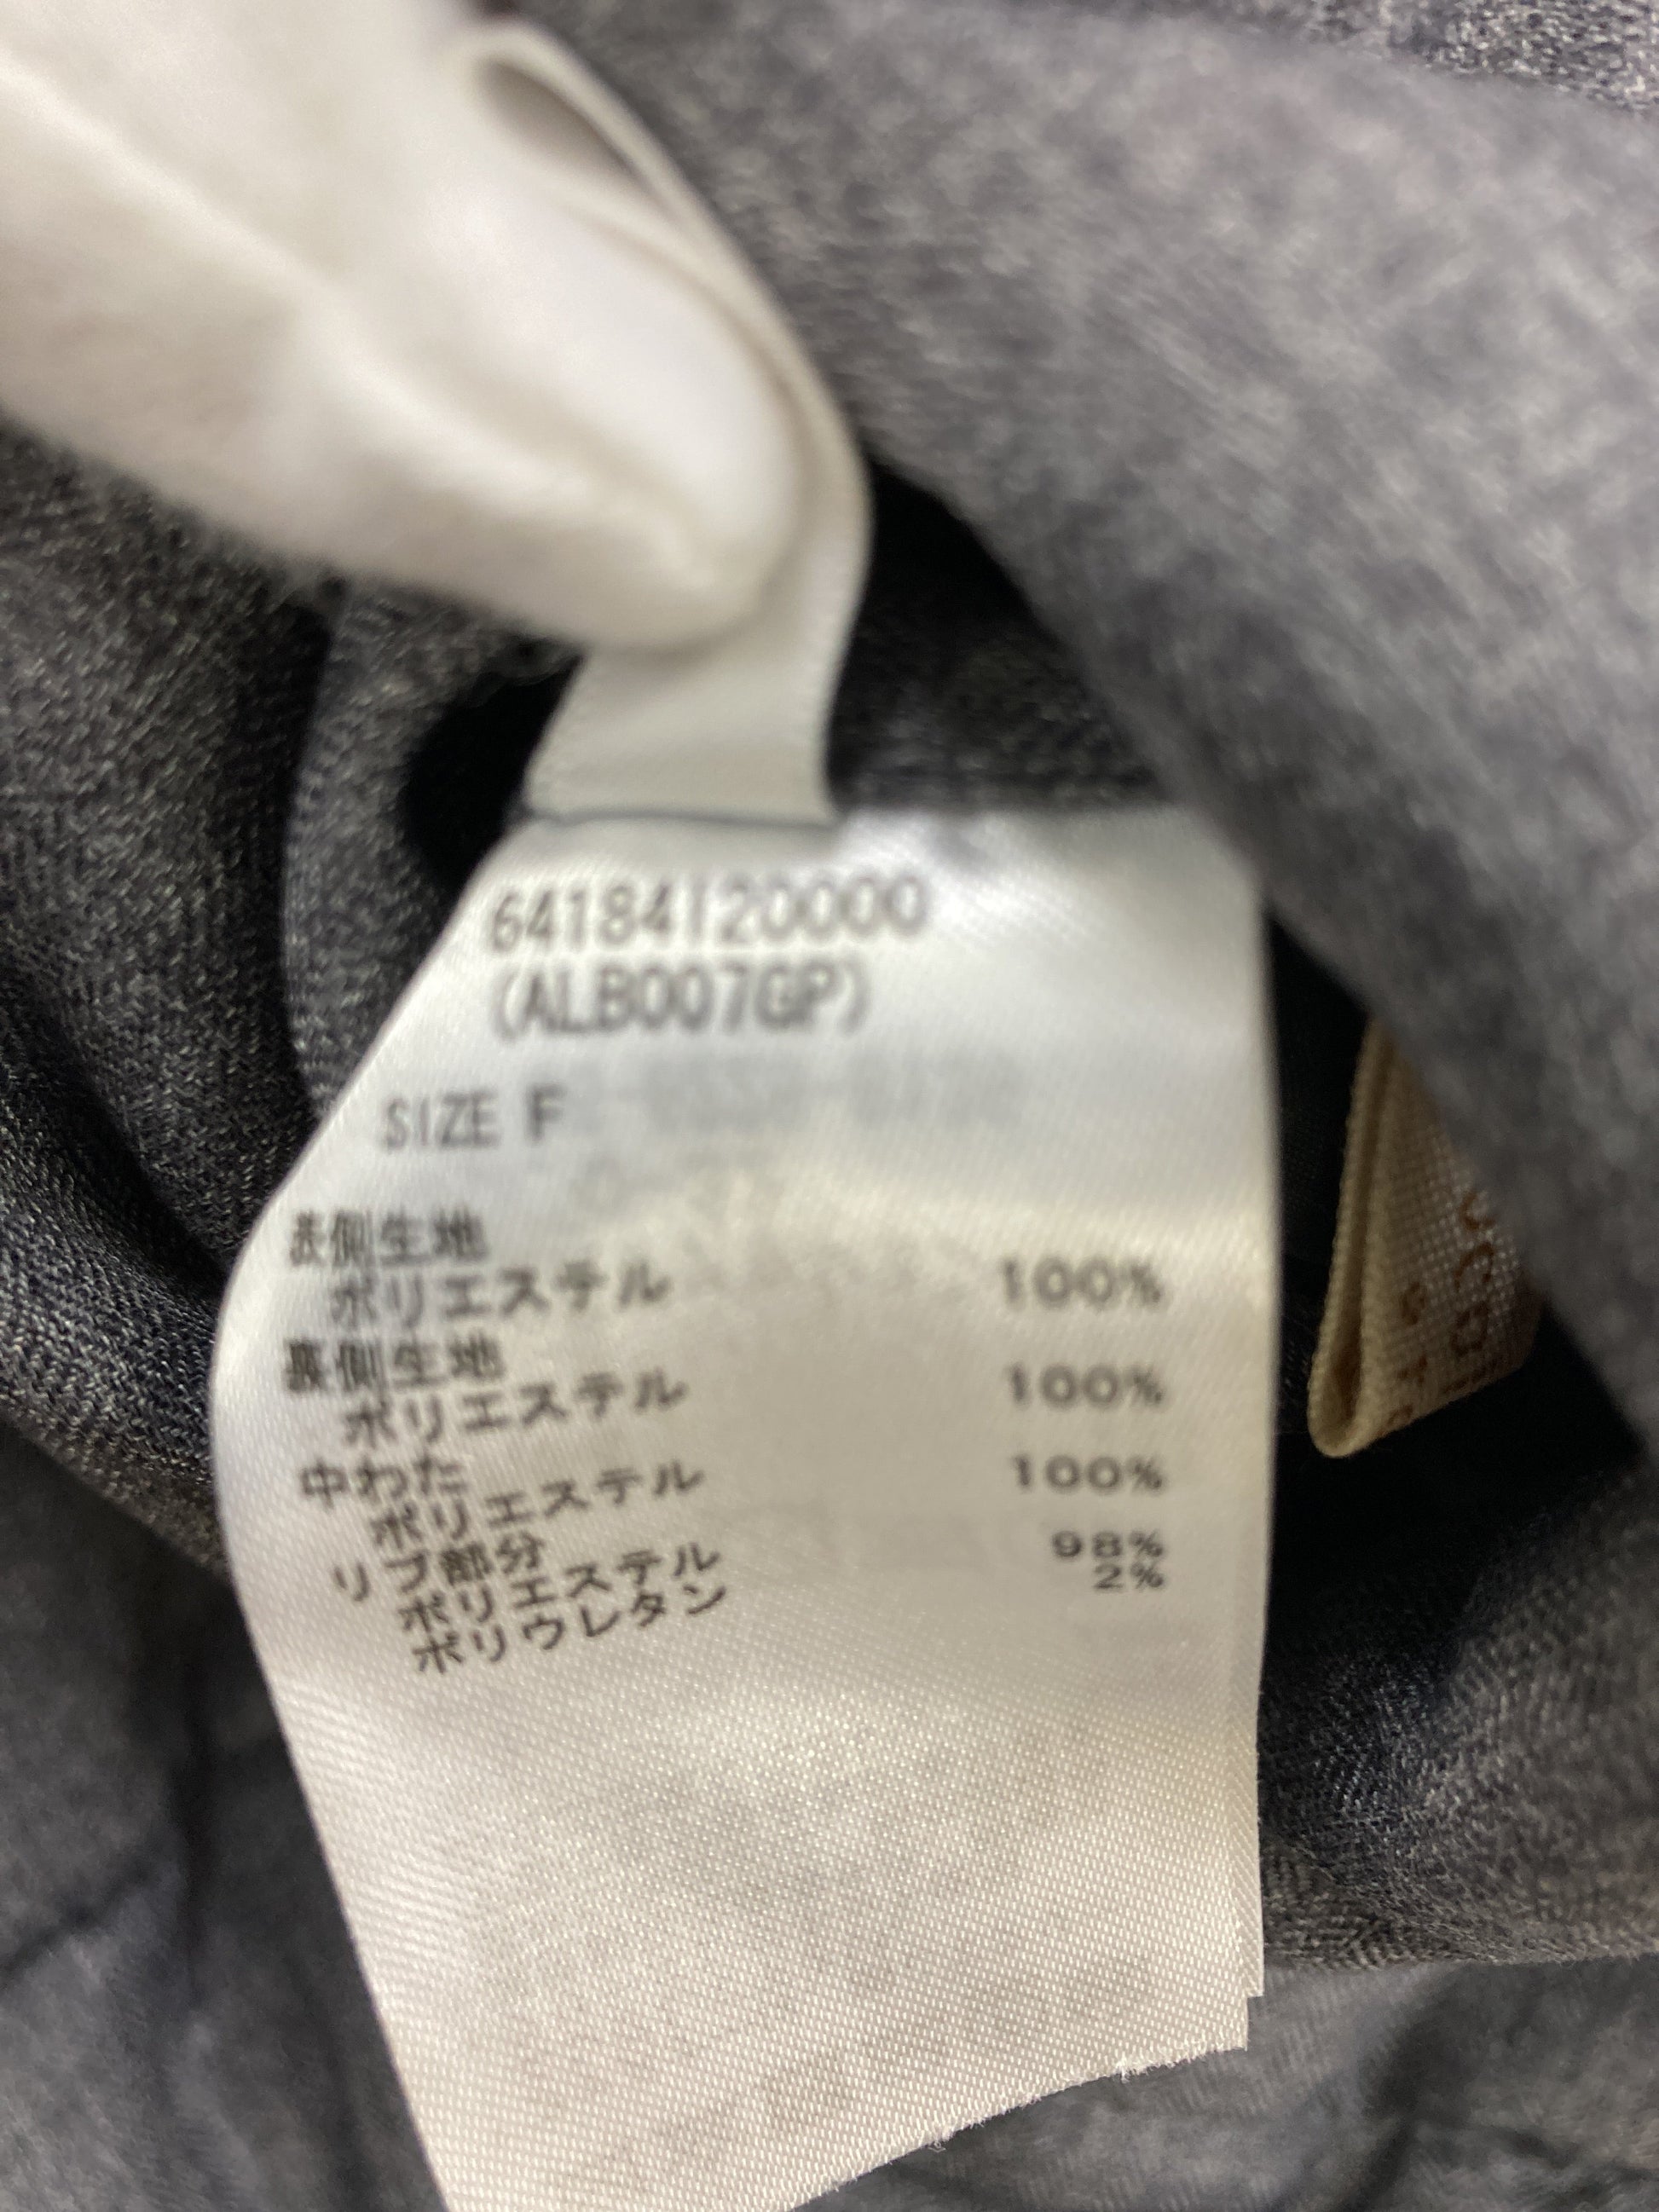 64184120000
(ALB007GP)
SIZE F
表側生地
ポリエステル 100%
裏側生地
ポリエステル 100%
中わた
ポリエステル 100%
リブ部分
ポリエステル 98%
ポリウレタン 2%